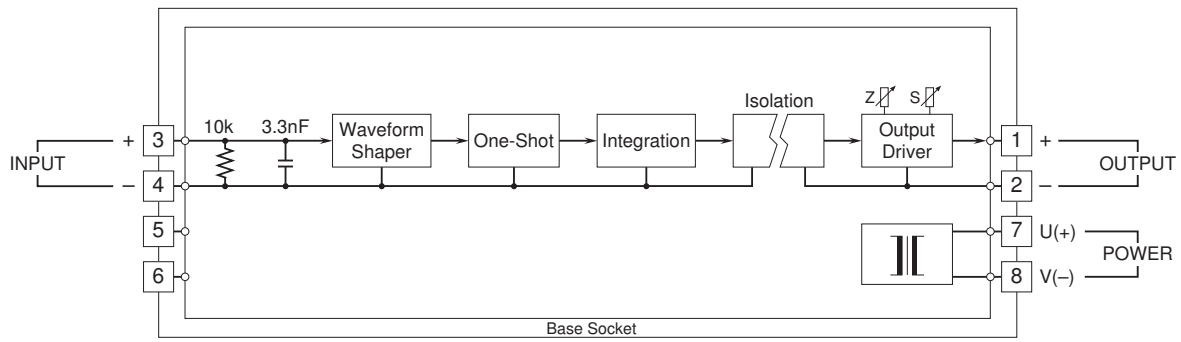 Isolation
Z S
10k 3.3nF
Waveform
Shaper
One-Shot
Integration
Output
Driver
INPUT
+ 3
– 4
5
6
1 +
2 –
OUTPUT
7 U(+)
8 V(–)
POWER
Base Socket